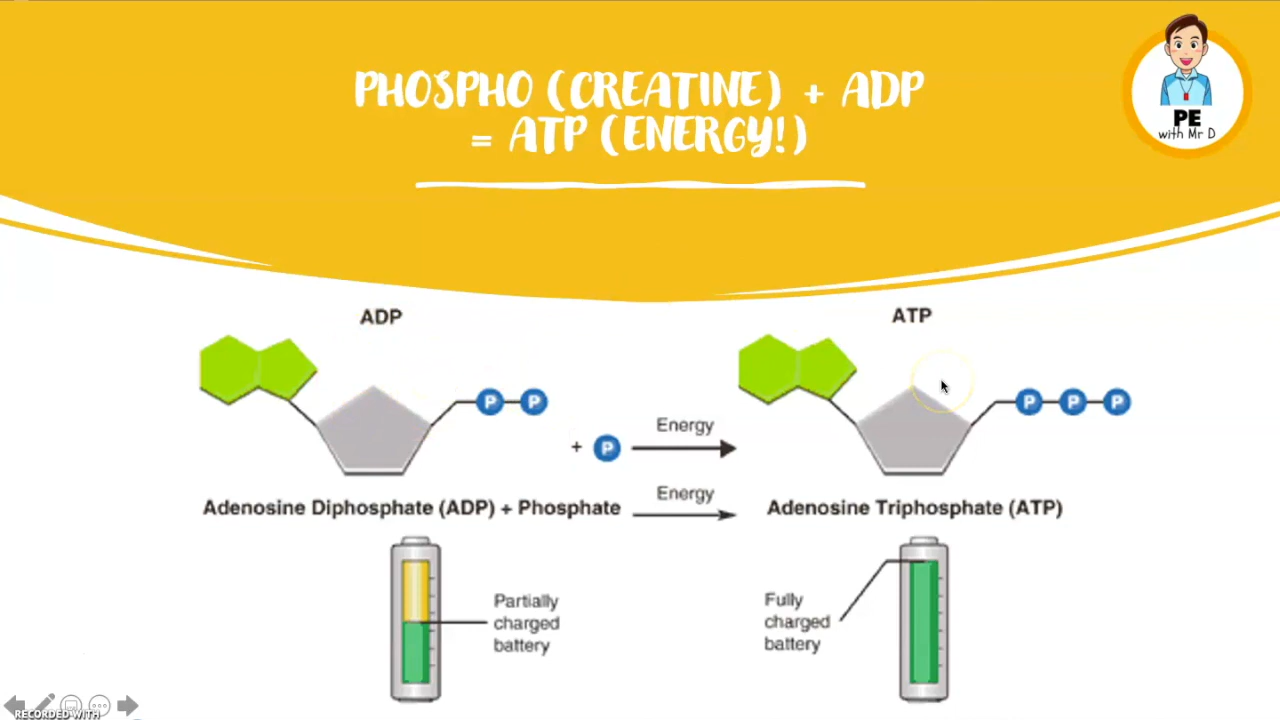 PHOSPHO (CREATINE) + ADP
= ATP (ENERGY!)
PE
with Mr D
ADP
ATP
P P
P P P
+ P
Energy
Adenosine Diphosphate (ADP) + Phosphate
Energy
Adenosine Triphosphate (ATP)
Partially
charged
battery
Fully
charged
battery
RECORDED WITH